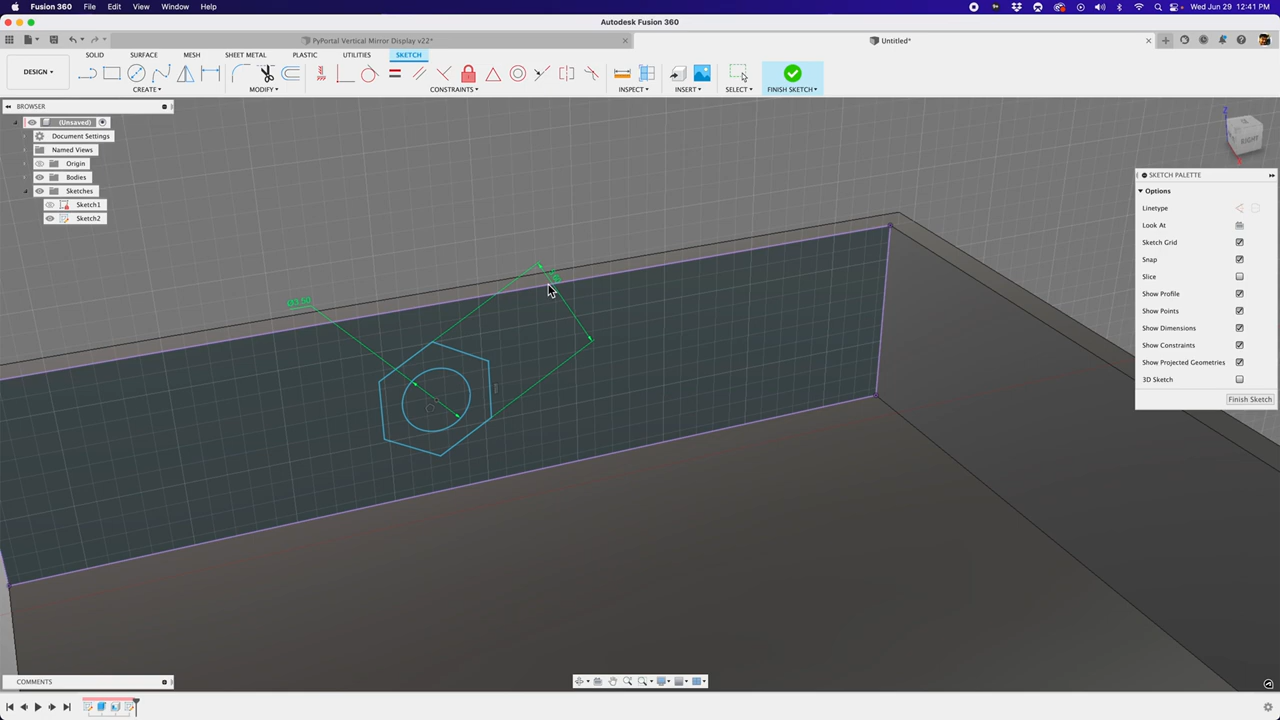 Fusion 360 File Edit View Window Help Wed Jun 29 12:41 PM
Autodesk Fusion 360
PyPortal Vertical Mirror Display v22* Untitled*
SOLID SURFACE MESH SHEET METAL PLASTIC UTILITIES SKETCH
DESIGN
CREATE MODIFY CONSTRAINTS INSPECT INSERT SELECT FINISH SKETCH
BROWSER
(Unsaved)
Document Settings
Named Views
Origin
Bodies
Sketches
Sketch1
Sketch2
Z
RIGHT
SKETCH PALETTE
Options
Linetype
Look At
Sketch Grid
Snap
Slice
Show Profile
Show Points
Show Dimensions
Show Constraints
Show Projected Geometries
3D Sketch
Finish Sketch
Ø3.50
COMMENTS